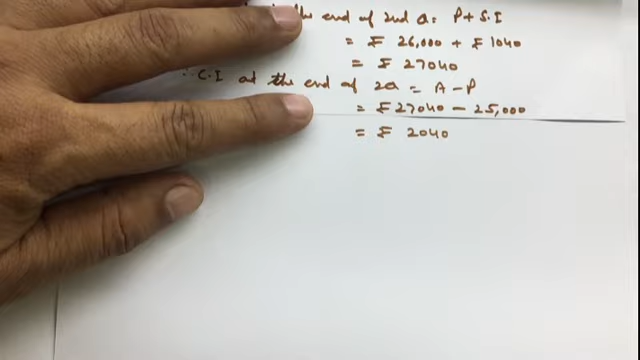 the end of 2nd a = P + S.I
= ₹ 26,000 + ₹ 1040
= ₹ 27040
∴ C.I at the end of 2a = A - P
= ₹ 27040 - 25,000
= ₹ 2040